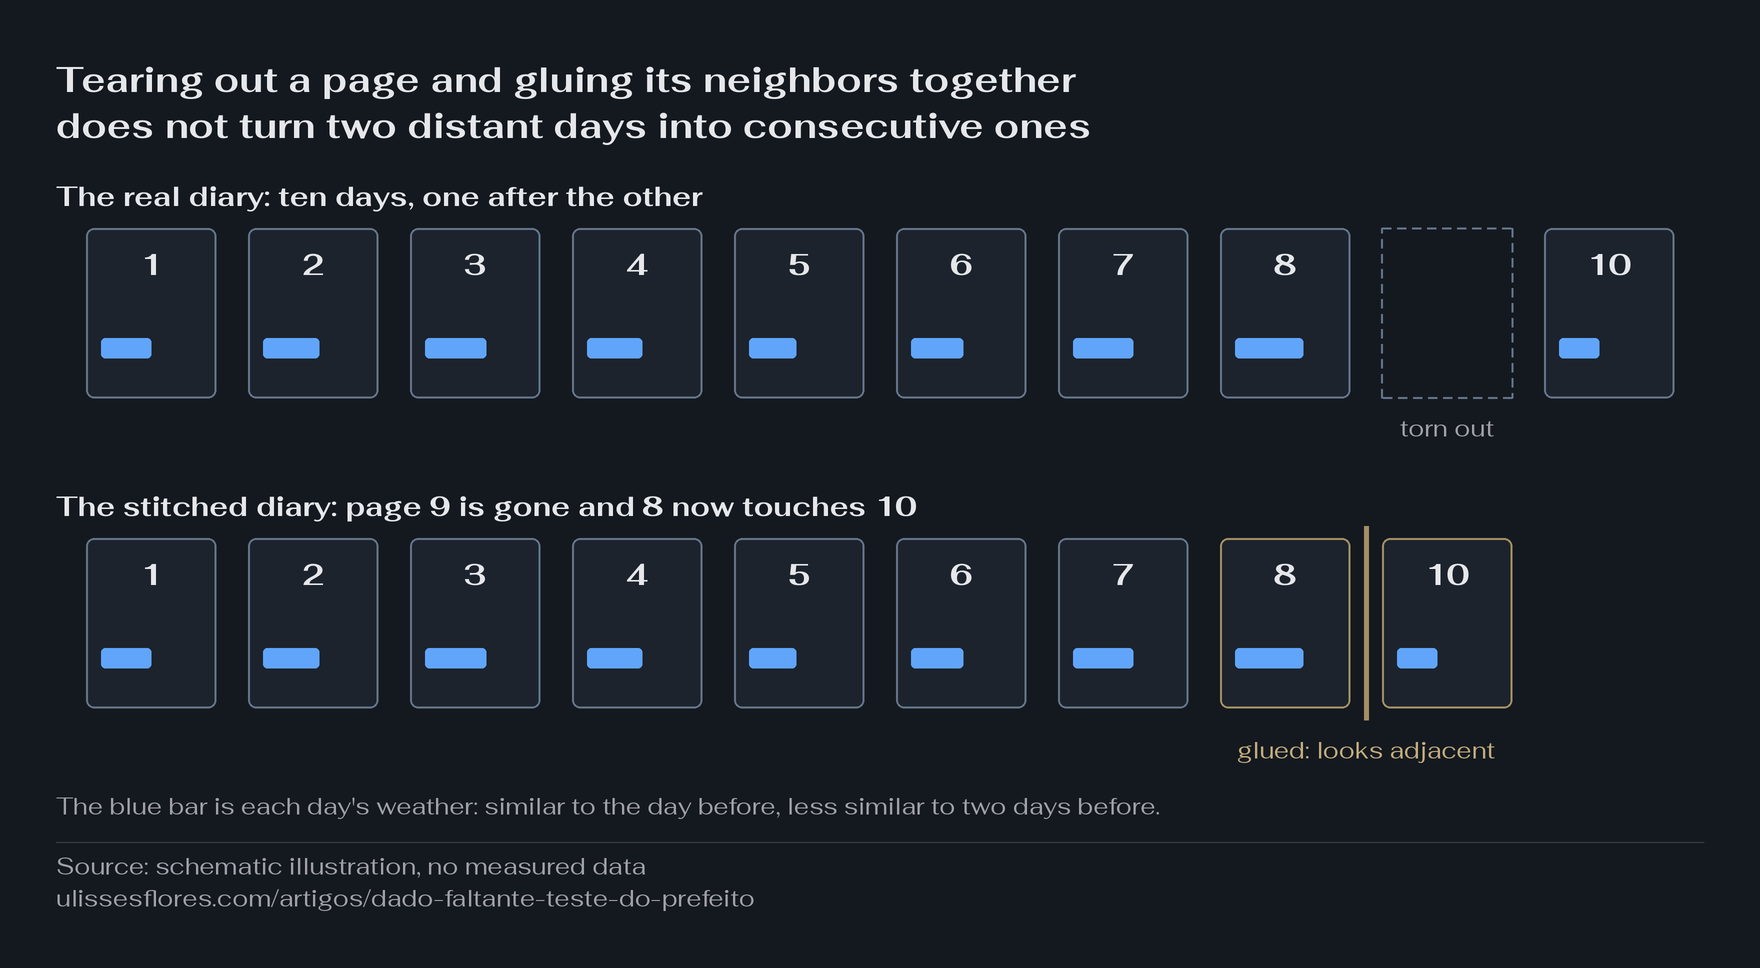 Tearing out a page and gluing its neighbors together
does not turn two distant days into consecutive ones
The real diary: ten days, one after the other
1 2 3 4 5 6 7 8 10
torn out
The stitched diary: page 9 is gone and 8 now touches 10
1 2 3 4 5 6 7 8 10
glued: looks adjacent
The blue bar is each day's weather: similar to the day before, less similar to two days before.
Source: schematic illustration, no measured data
ulissesflores.com/artigos/dado-faltante-teste-do-prefeito